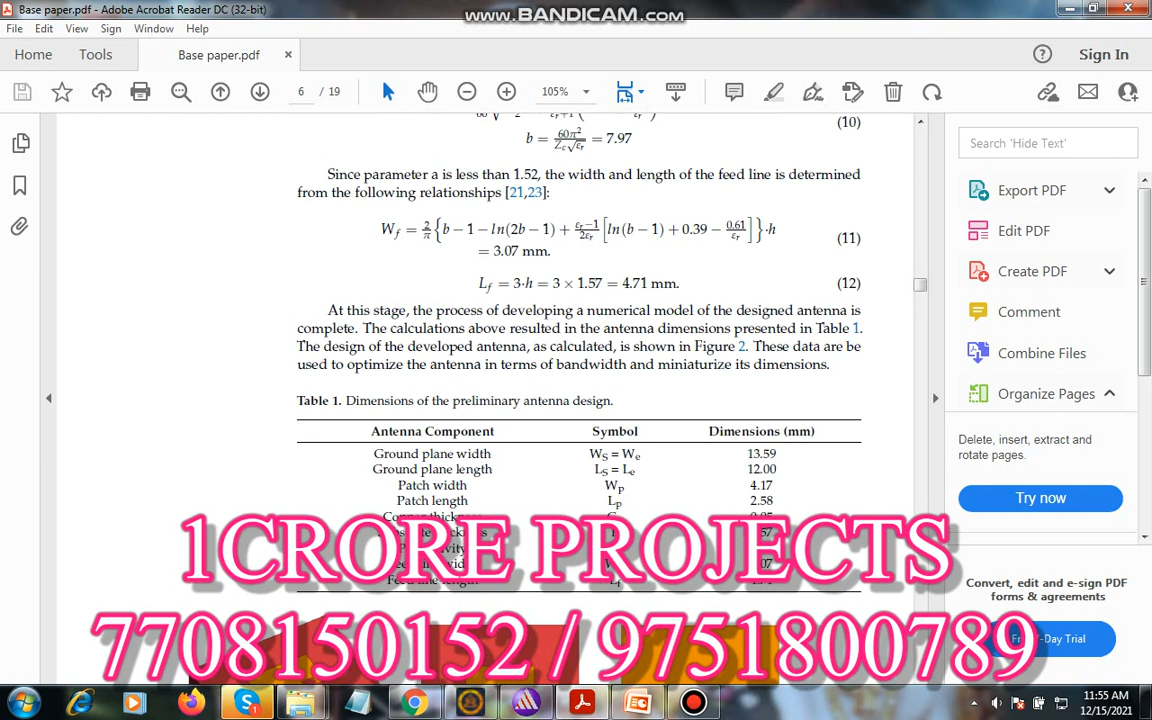 Base paper.pdf - Adobe Acrobat Reader DC (32-bit)
www.BANDICAM.com
File Edit View Sign Window Help
Home Tools Base paper.pdf × Sign In
6 / 19 105%
(10)
b = 60π²/(Z_c√ε_r) = 7.97
Since parameter a is less than 1.52, the width and length of the feed line is determined
from the following relationships [21,23]:
W_f = 2/π {b − 1 − ln(2b − 1) + (ε_r−1)/(2ε_r) [ln(b − 1) + 0.39 − 0.61/ε_r]}·h
= 3.07 mm. (11)
L_f = 3·h = 3 × 1.57 = 4.71 mm. (12)
At this stage, the process of developing a numerical model of the designed antenna is
complete. The calculations above resulted in the antenna dimensions presented in Table 1.
The design of the developed antenna, as calculated, is shown in Figure 2. These data are be
used to optimize the antenna in terms of bandwidth and miniaturize its dimensions.
Table 1. Dimensions of the preliminary antenna design.
Antenna Component Symbol Dimensions (mm)
Ground plane width W_S = W_e 13.59
Ground plane length L_S = L_e 12.00
Patch width W_p 4.17
Patch length L_p 2.58
1CRORE PROJECTS
7708150152 / 9751800789
Search 'Hide Text'
Export PDF
Edit PDF
Create PDF
Comment
Combine Files
Organize Pages
Delete, insert, extract and
rotate pages.
Try now
Convert, edit and e-sign PDF
forms & agreements
-Day Trial
11:55 AM
12/15/2021